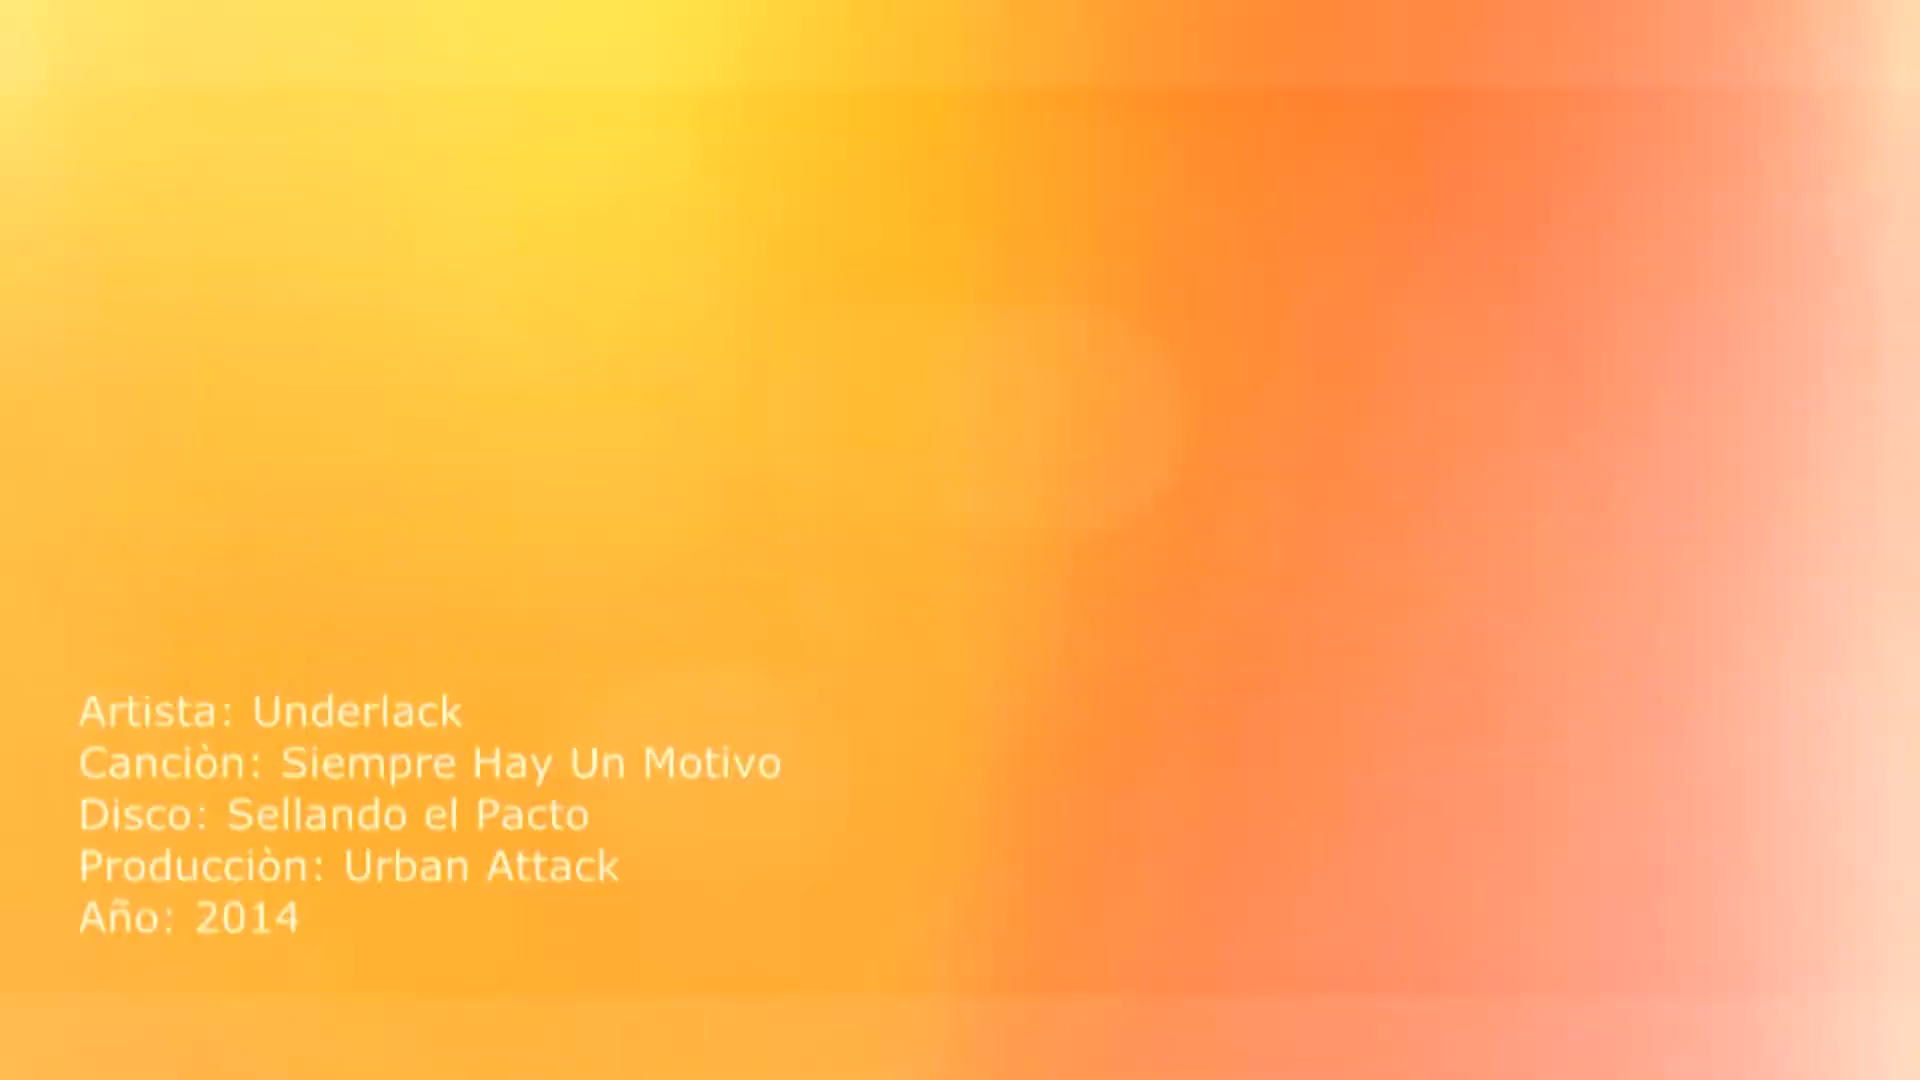 Artista: Underlack
Canciòn: Siempre Hay Un Motivo
Disco: Sellando el Pacto
Producciòn: Urban Attack
Año: 2014